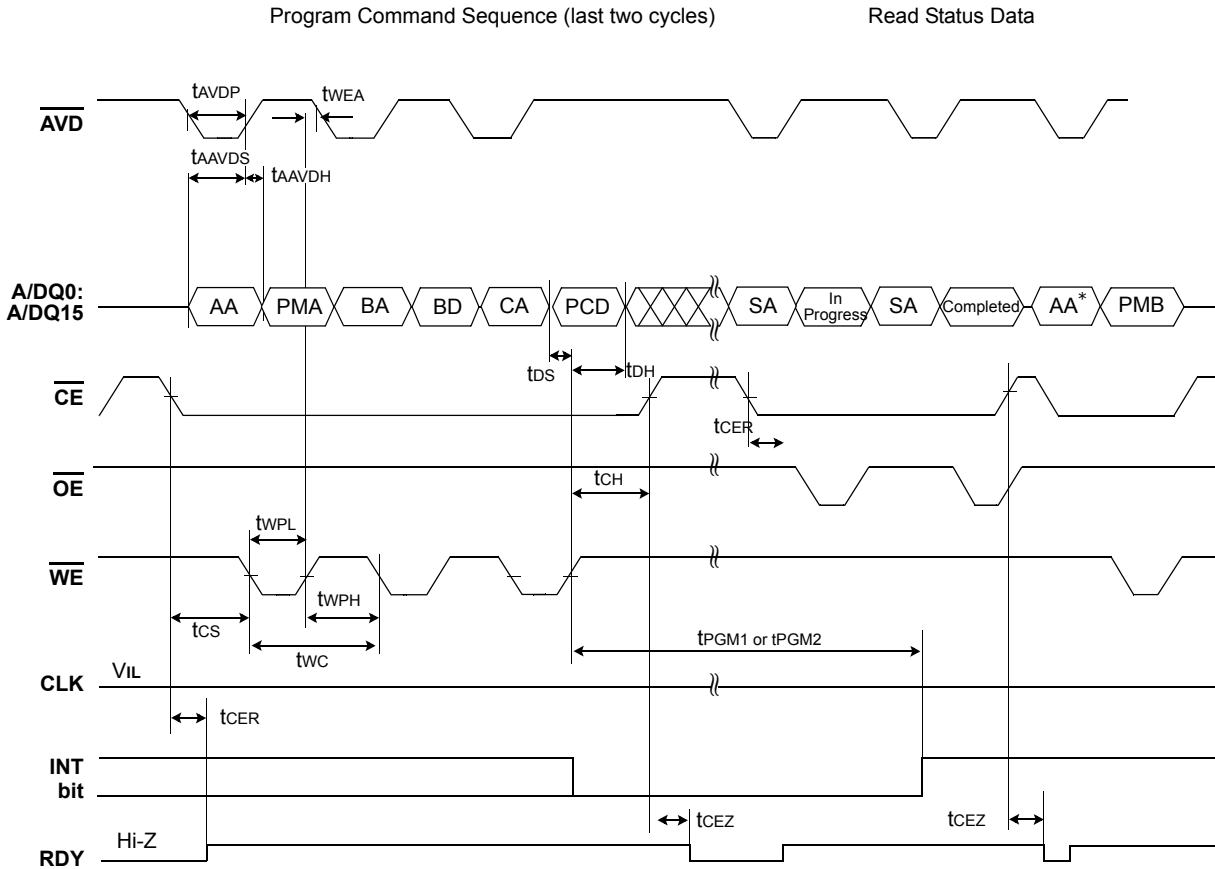 Program Command Sequence (last two cycles) Read Status Data
tAVDP
tWEA
AVD
tAAVDS
tAAVDH
A/DQ0:
A/DQ15
AA PMA BA BD CA PCD SA In Progress SA Completed AA* PMB
tDS
tDH
CE
tCER
OE
tCH
tWPL
WE
tWPH
tCS
tWC
tPGM1 or tPGM2
CLK
VIL
tCER
INT
bit
tCEZ
tCEZ
Hi-Z
RDY